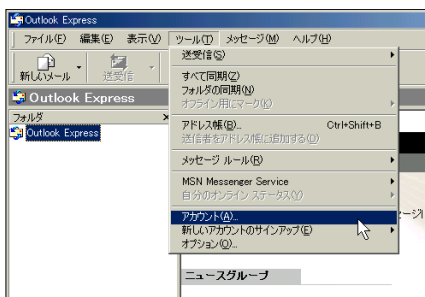 Outlook Express
ファイル(F) 編集(E) 表示(V) ツール(T) メッセージ(M) ヘルプ(H)
新しいメール 送受信
Outlook Express
フォルダ ×
Outlook Express
送受信(S)
すべて同期(Z)
フォルダの同期(N)
オフライン用にマーク(K)
アドレス帳(B)... Ctrl+Shift+B
送信者をアドレス帳に追加する(D)
メッセージ ルール(R)
MSN Messenger Service
自分のオンライン ステータス(Y)
アカウント(A)...
新しいアカウントのサインアップ(E)
オプション(O)...
ニュースグループ